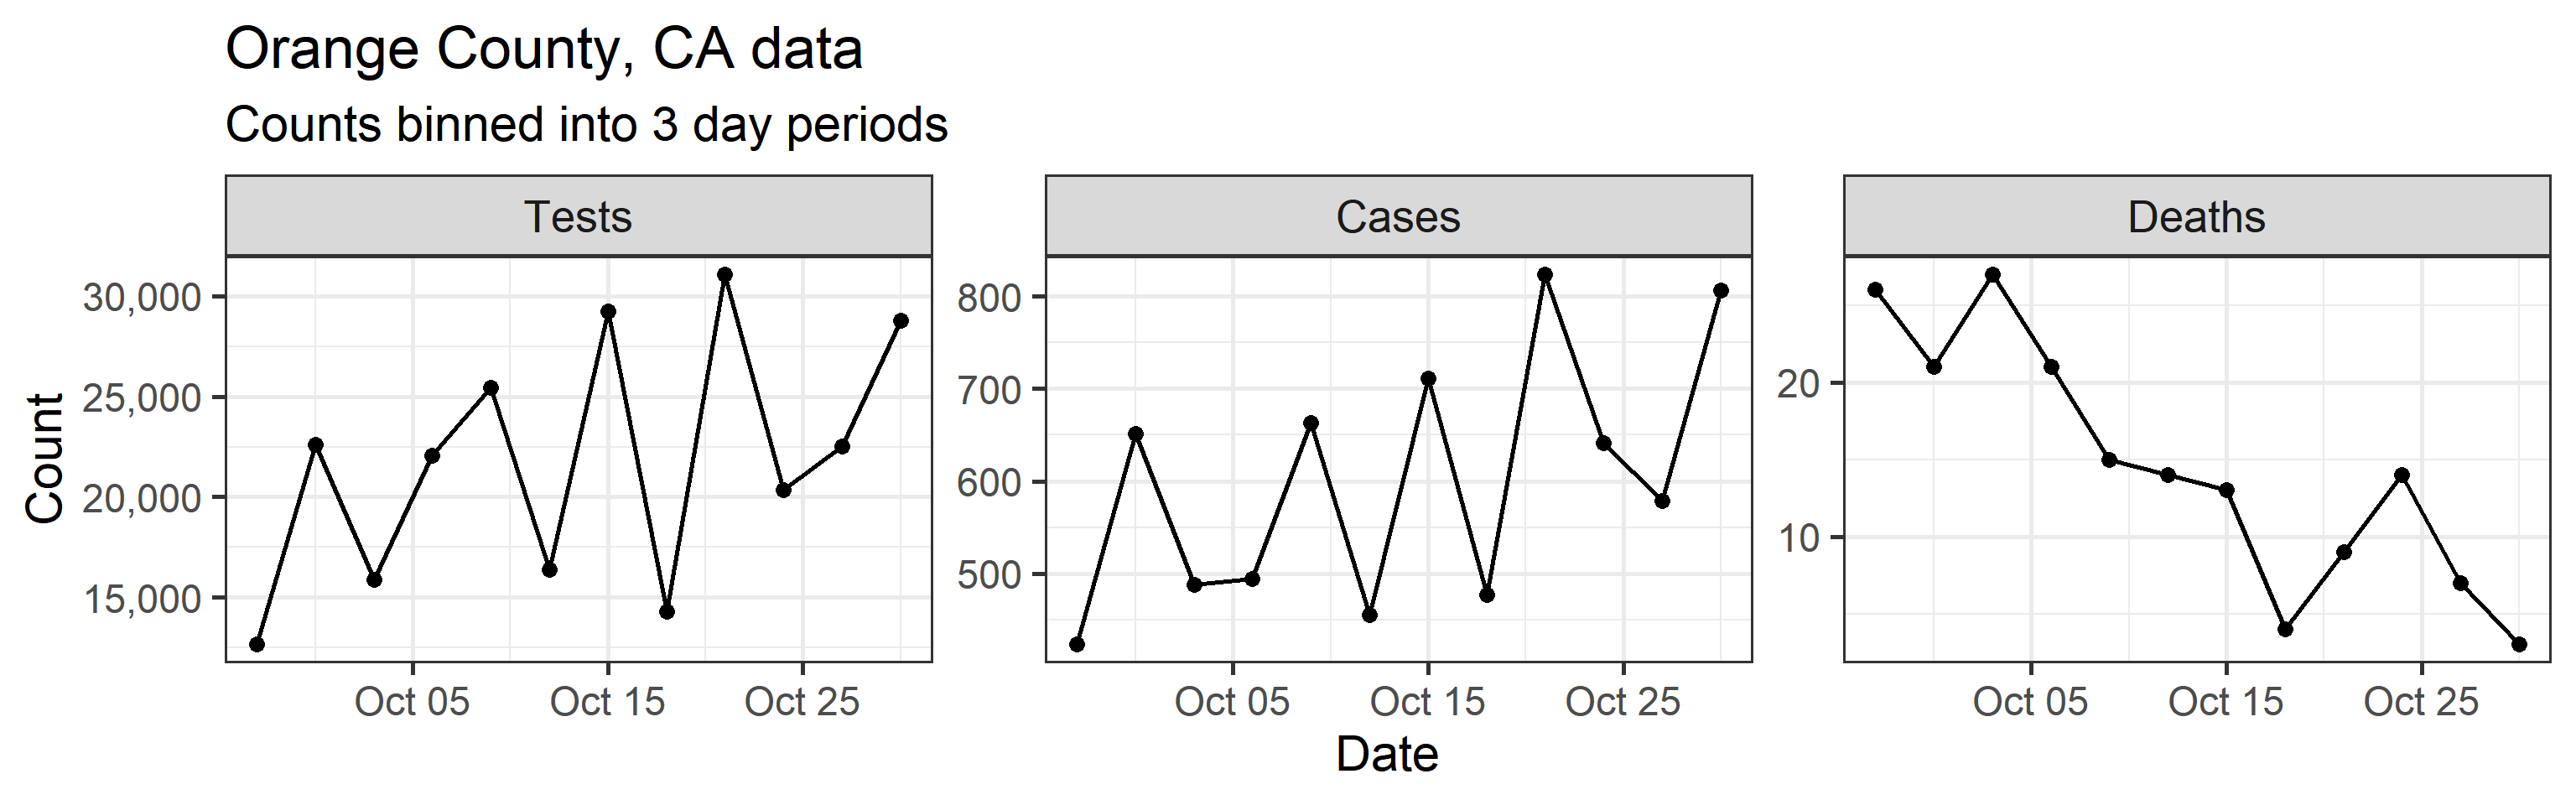 Orange County, CA data
Counts binned into 3 day periods
Tests
Cases
Deaths
Count
30,000
25,000
20,000
15,000
800
700
600
500
20
10
Oct 05
Oct 15
Oct 25
Oct 05
Oct 15
Oct 25
Oct 05
Oct 15
Oct 25
Date